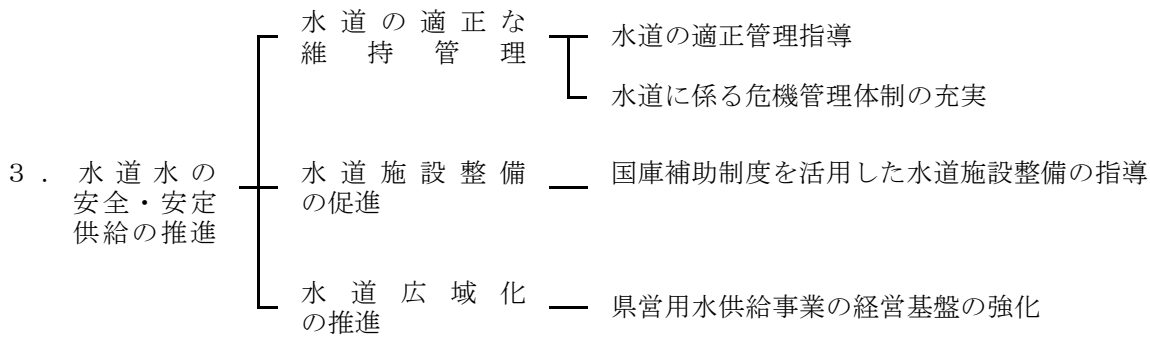 3．水道水の
安全・安定
供給の推進
水道の適正な
維持管理
水道の適正管理指導
水道に係る危機管理体制の充実
水道施設整備
の促進
国庫補助制度を活用した水道施設整備の指導
水道広域化
の推進
県営用水供給事業の経営基盤の強化